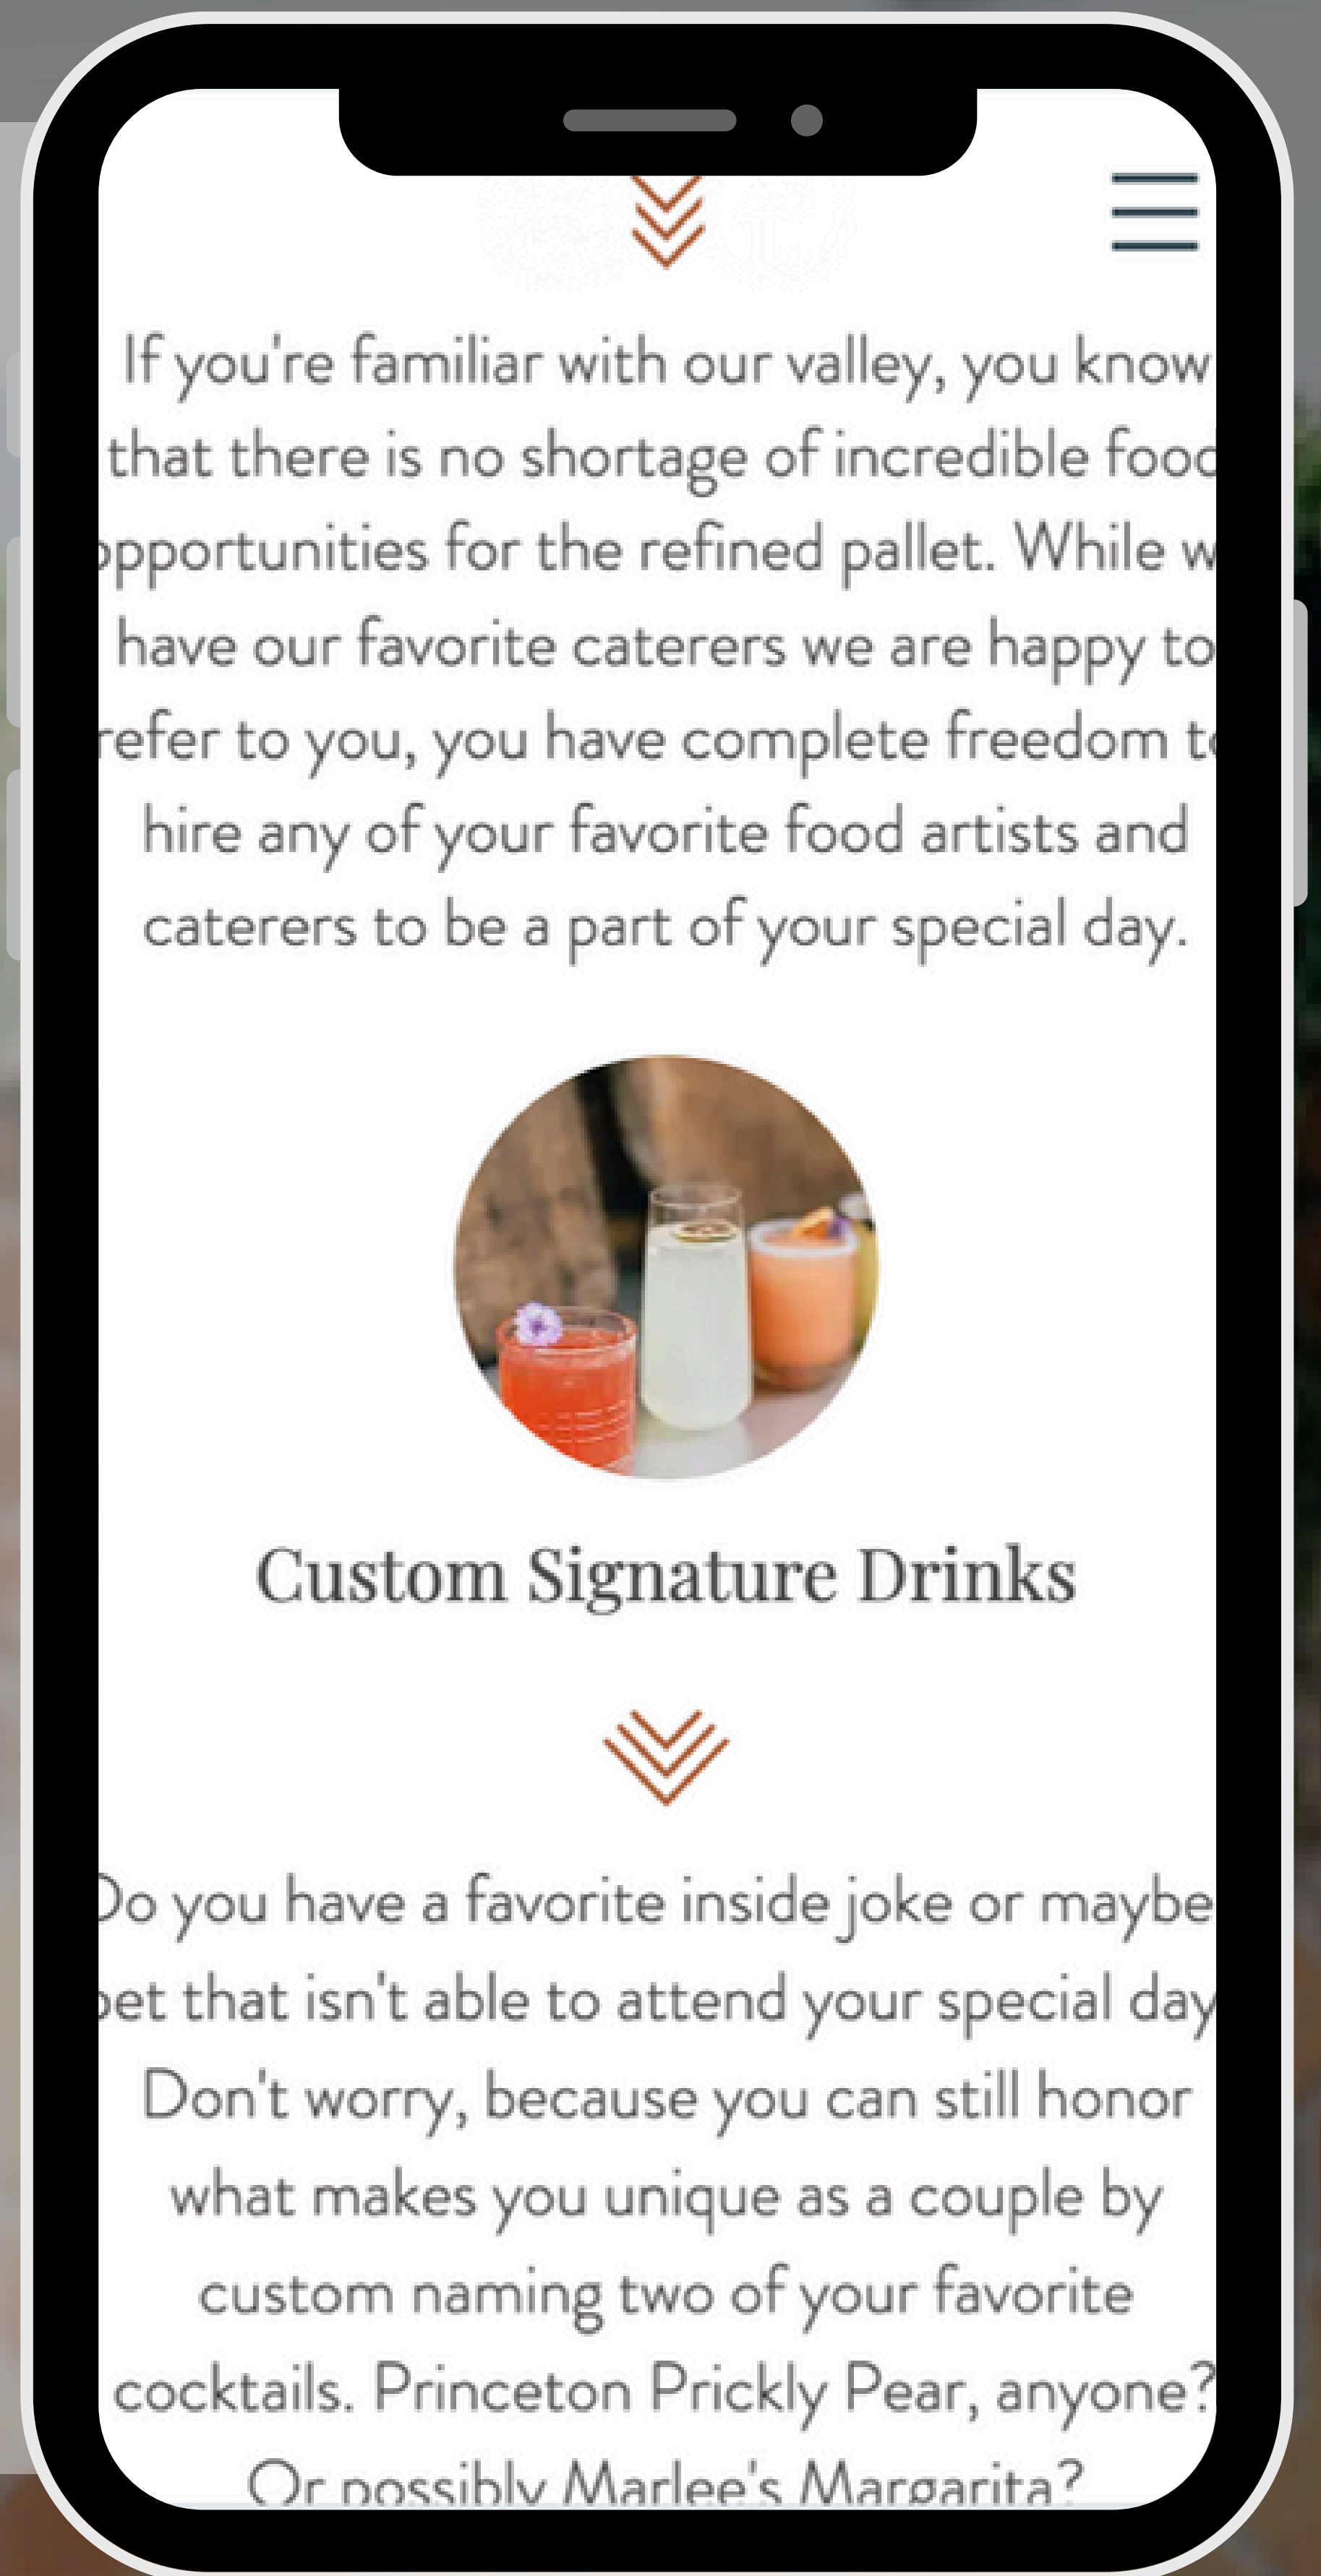 If you're familiar with our valley, you know
that there is no shortage of incredible food
opportunities for the refined pallet. While w
have our favorite caterers we are happy to
refer to you, you have complete freedom to
hire any of your favorite food artists and
caterers to be a part of your special day.
Custom Signature Drinks
Do you have a favorite inside joke or maybe
pet that isn't able to attend your special day
Don't worry, because you can still honor
what makes you unique as a couple by
custom naming two of your favorite
cocktails. Princeton Prickly Pear, anyone?
Or possibly Marlee's Margarita?